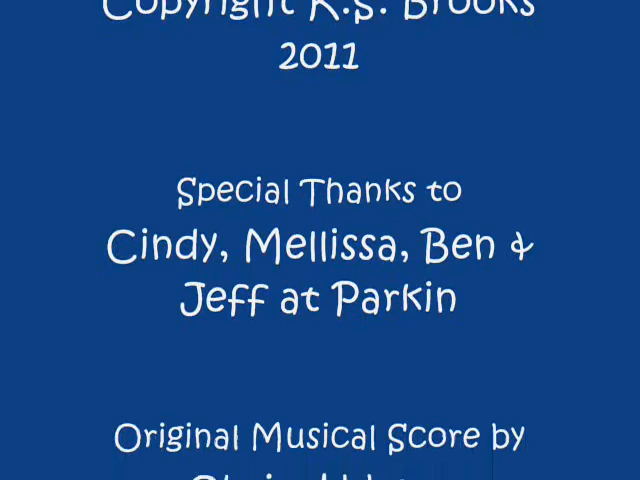 Copyright K.S. Brooks
2011
Special Thanks to
Cindy, Mellissa, Ben &
Jeff at Parkin
Original Musical Score by